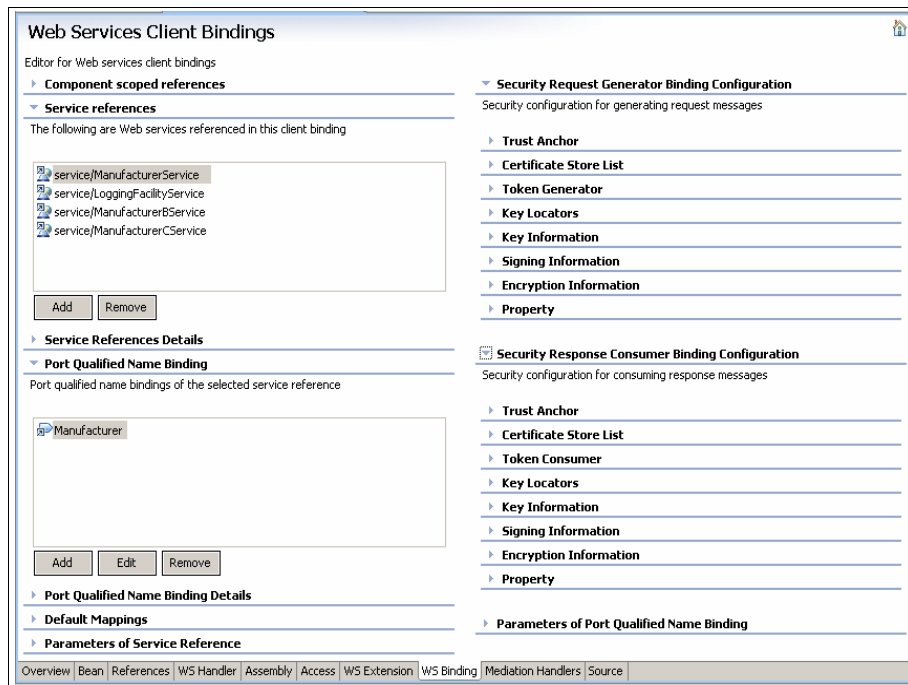 Web Services Client Bindings
Editor for Web services client bindings
Component scoped references
Service references
The following are Web services referenced in this client binding
service/ManufacturerService
service/LoggingFacilityService
service/ManufacturerBService
service/ManufacturerCService
Add Remove
Service References Details
Port Qualified Name Binding
Port qualified name bindings of the selected service reference
Manufacturer
Add Edit Remove
Port Qualified Name Binding Details
Default Mappings
Parameters of Service Reference
Security Request Generator Binding Configuration
Security configuration for generating request messages
Trust Anchor
Certificate Store List
Token Generator
Key Locators
Key Information
Signing Information
Encryption Information
Property
Security Response Consumer Binding Configuration
Security configuration for consuming response messages
Trust Anchor
Certificate Store List
Token Consumer
Key Locators
Key Information
Signing Information
Encryption Information
Property
Parameters of Port Qualified Name Binding
Overview Bean References WS Handler Assembly Access WS Extension WS Binding Mediation Handlers Source